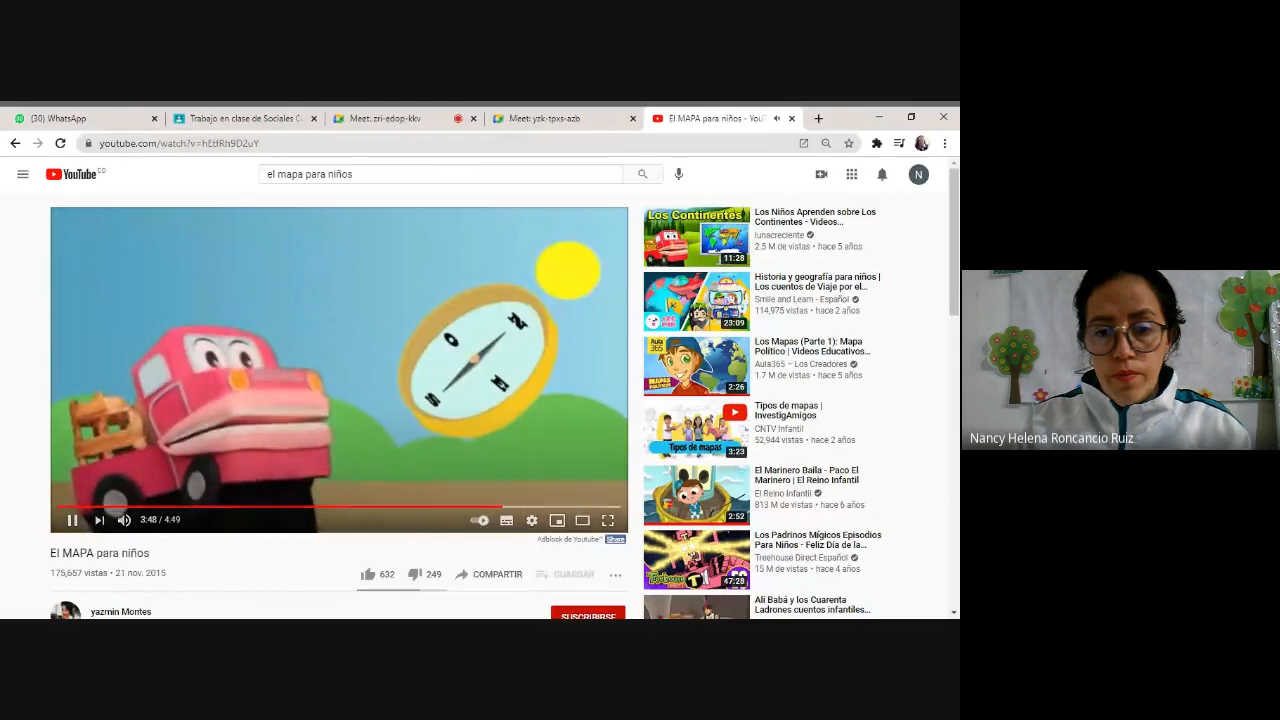 (30) WhatsApp
Trabajo en clase de Sociales C
Meet: zri-edop-kkv
Meet: yzk-tpxs-azb
El MAPA para niños - YouT
youtube.com/watch?v=hEtfRh9D2uY
YouTube CO
el mapa para niños
N
N
O
E
S
3:48 / 4:49
Adblock de Youtube™
Share
El MAPA para niños
175,657 vistas • 21 nov. 2015
632
249
COMPARTIR
GUARDAR
yazmin Montes
SUSCRIBIRSE
Los Continentes
11:28
Los Niños Aprenden sobre Los
Continentes - Videos...
lunacreciente
2.5 M de vistas • hace 5 años
23:09
Historia y geografía para niños |
Los cuentos de Viaje por el...
Smile and Learn - Español
114,975 vistas • hace 2 años
Aula
365
MAPAS
2:26
Los Mapas (Parte 1): Mapa
Político | Videos Educativos...
Aula365 – Los Creadores
1.7 M de vistas • hace 5 años
Tipos de mapas
3:23
Tipos de mapas |
InvestigAmigos
CNTV Infantil
52,944 vistas • hace 2 años
2:52
El Marinero Baila - Paco El
Marinero | El Reino Infantil
El Reino Infantil
813 M de vistas • hace 6 años
47:28
Los Padrinos Mágicos Episodios
Para Niños - Feliz Día de la...
Treehouse Direct Español
15 M de vistas • hace 4 años
Alí Babá y los Cuarenta
Ladrones cuentos infantiles...
Nancy Helena Roncancio Ruiz